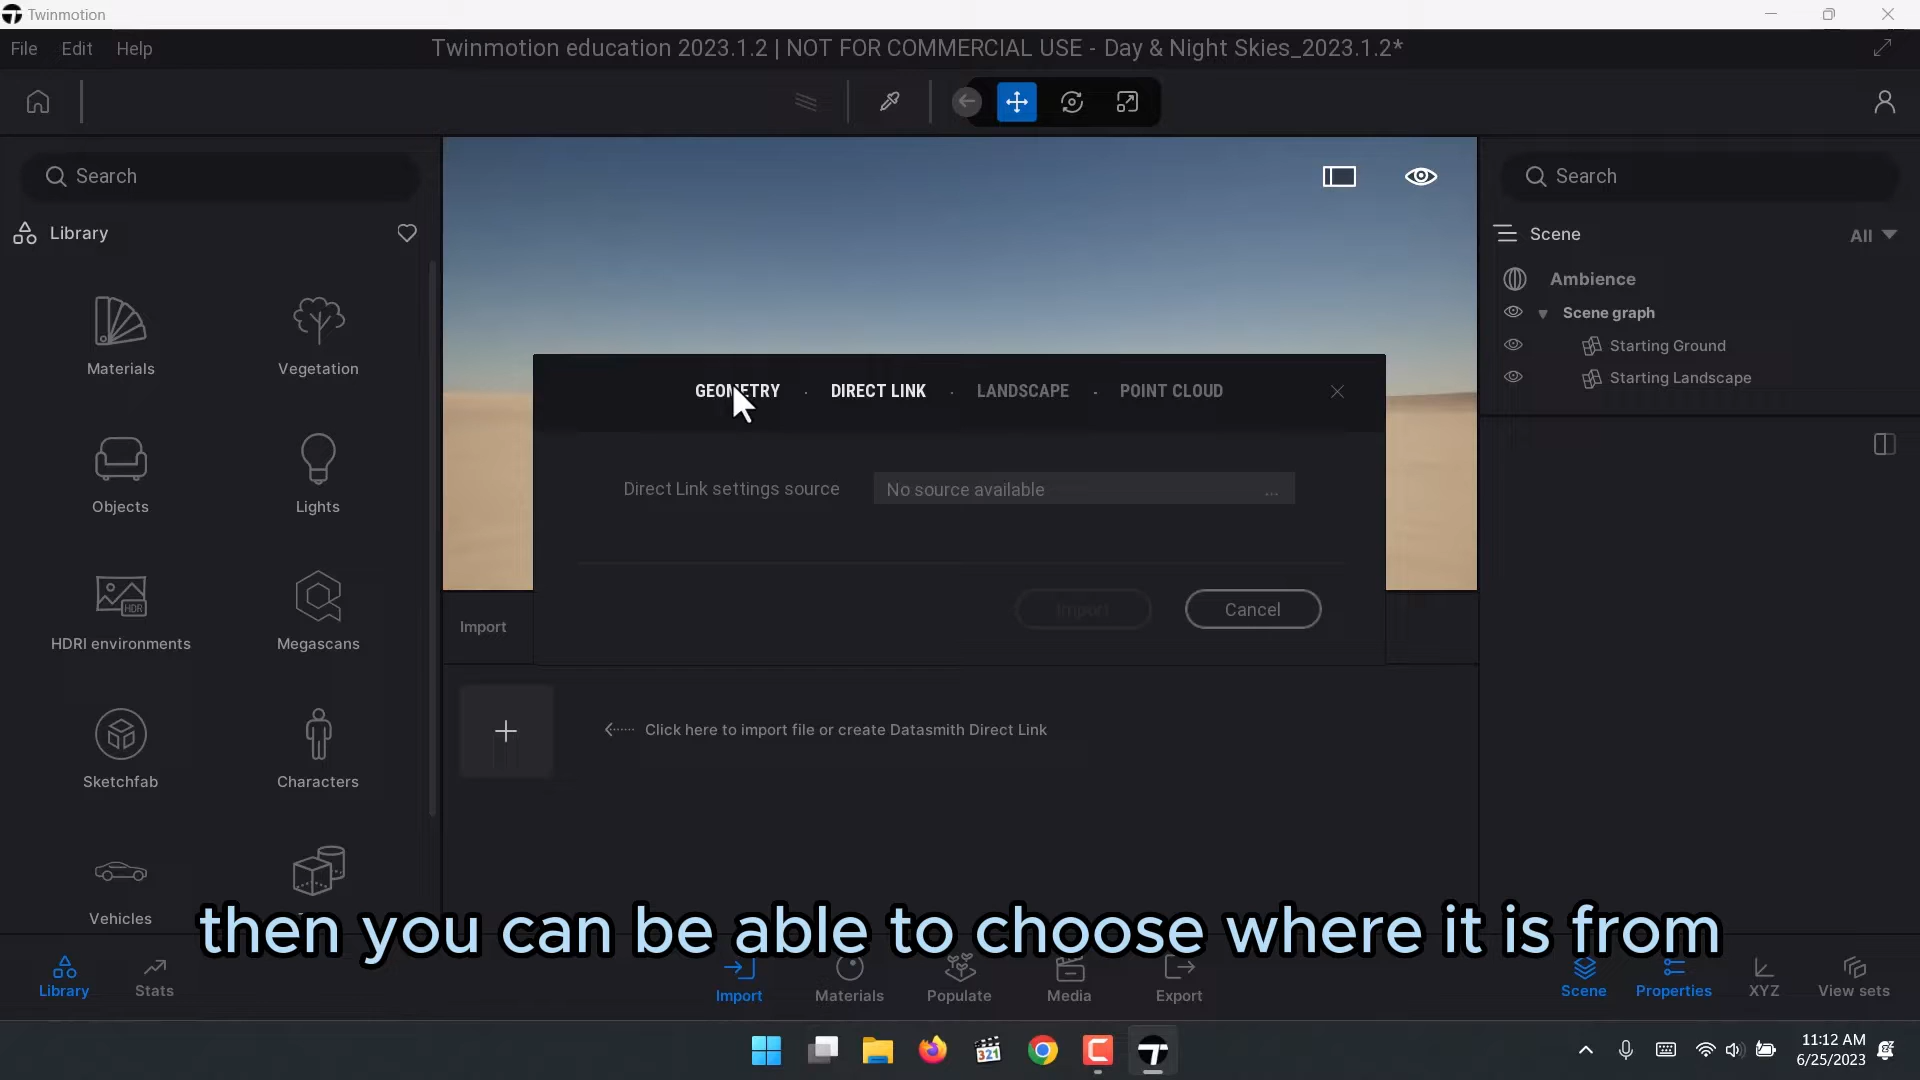 Twinmotion
File Edit Help
Twinmotion education 2023.1.2 | NOT FOR COMMERCIAL USE - Day & Night Skies_2023.1.2*
Search
Library
Materials
Vegetation
Objects
Lights
HDR
HDRI environments
Megascans
Sketchfab
Characters
Vehicles
GEOMETRY · DIRECT LINK · LANDSCAPE · POINT CLOUD
Direct Link settings source
No source available ...
Import
Cancel
Import
Click here to import file or create Datasmith Direct Link
Search
Scene
All
Ambience
Scene graph
Starting Ground
Starting Landscape
then you can be able to choose where it is from
Library
Stats
Import
Materials
Populate
Media
Export
Scene
Properties
XYZ
View sets
321
11:12 AM
6/25/2023